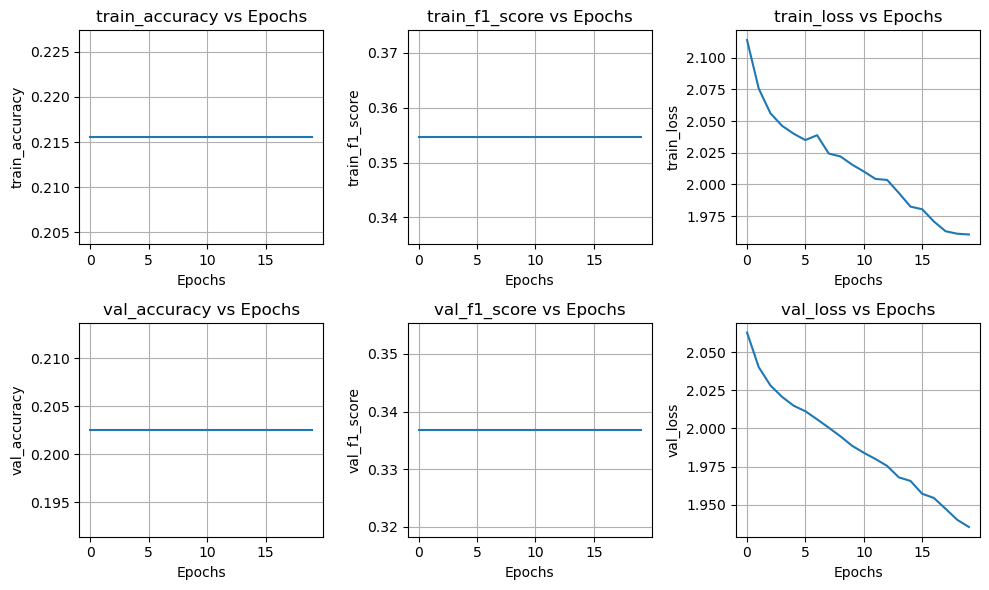 train_accuracy vs Epochs
train_accuracy
0.225
0.220
0.215
0.210
0.205
0 5 10 15
Epochs
train_f1_score vs Epochs
train_f1_score
0.37
0.36
0.35
0.34
0 5 10 15
Epochs
train_loss vs Epochs
train_loss
2.100
2.075
2.050
2.025
2.000
1.975
0 5 10 15
Epochs
val_accuracy vs Epochs
val_accuracy
0.210
0.205
0.200
0.195
0 5 10 15
Epochs
val_f1_score vs Epochs
val_f1_score
0.35
0.34
0.33
0.32
0 5 10 15
Epochs
val_loss vs Epochs
val_loss
2.050
2.025
2.000
1.975
1.950
0 5 10 15
Epochs